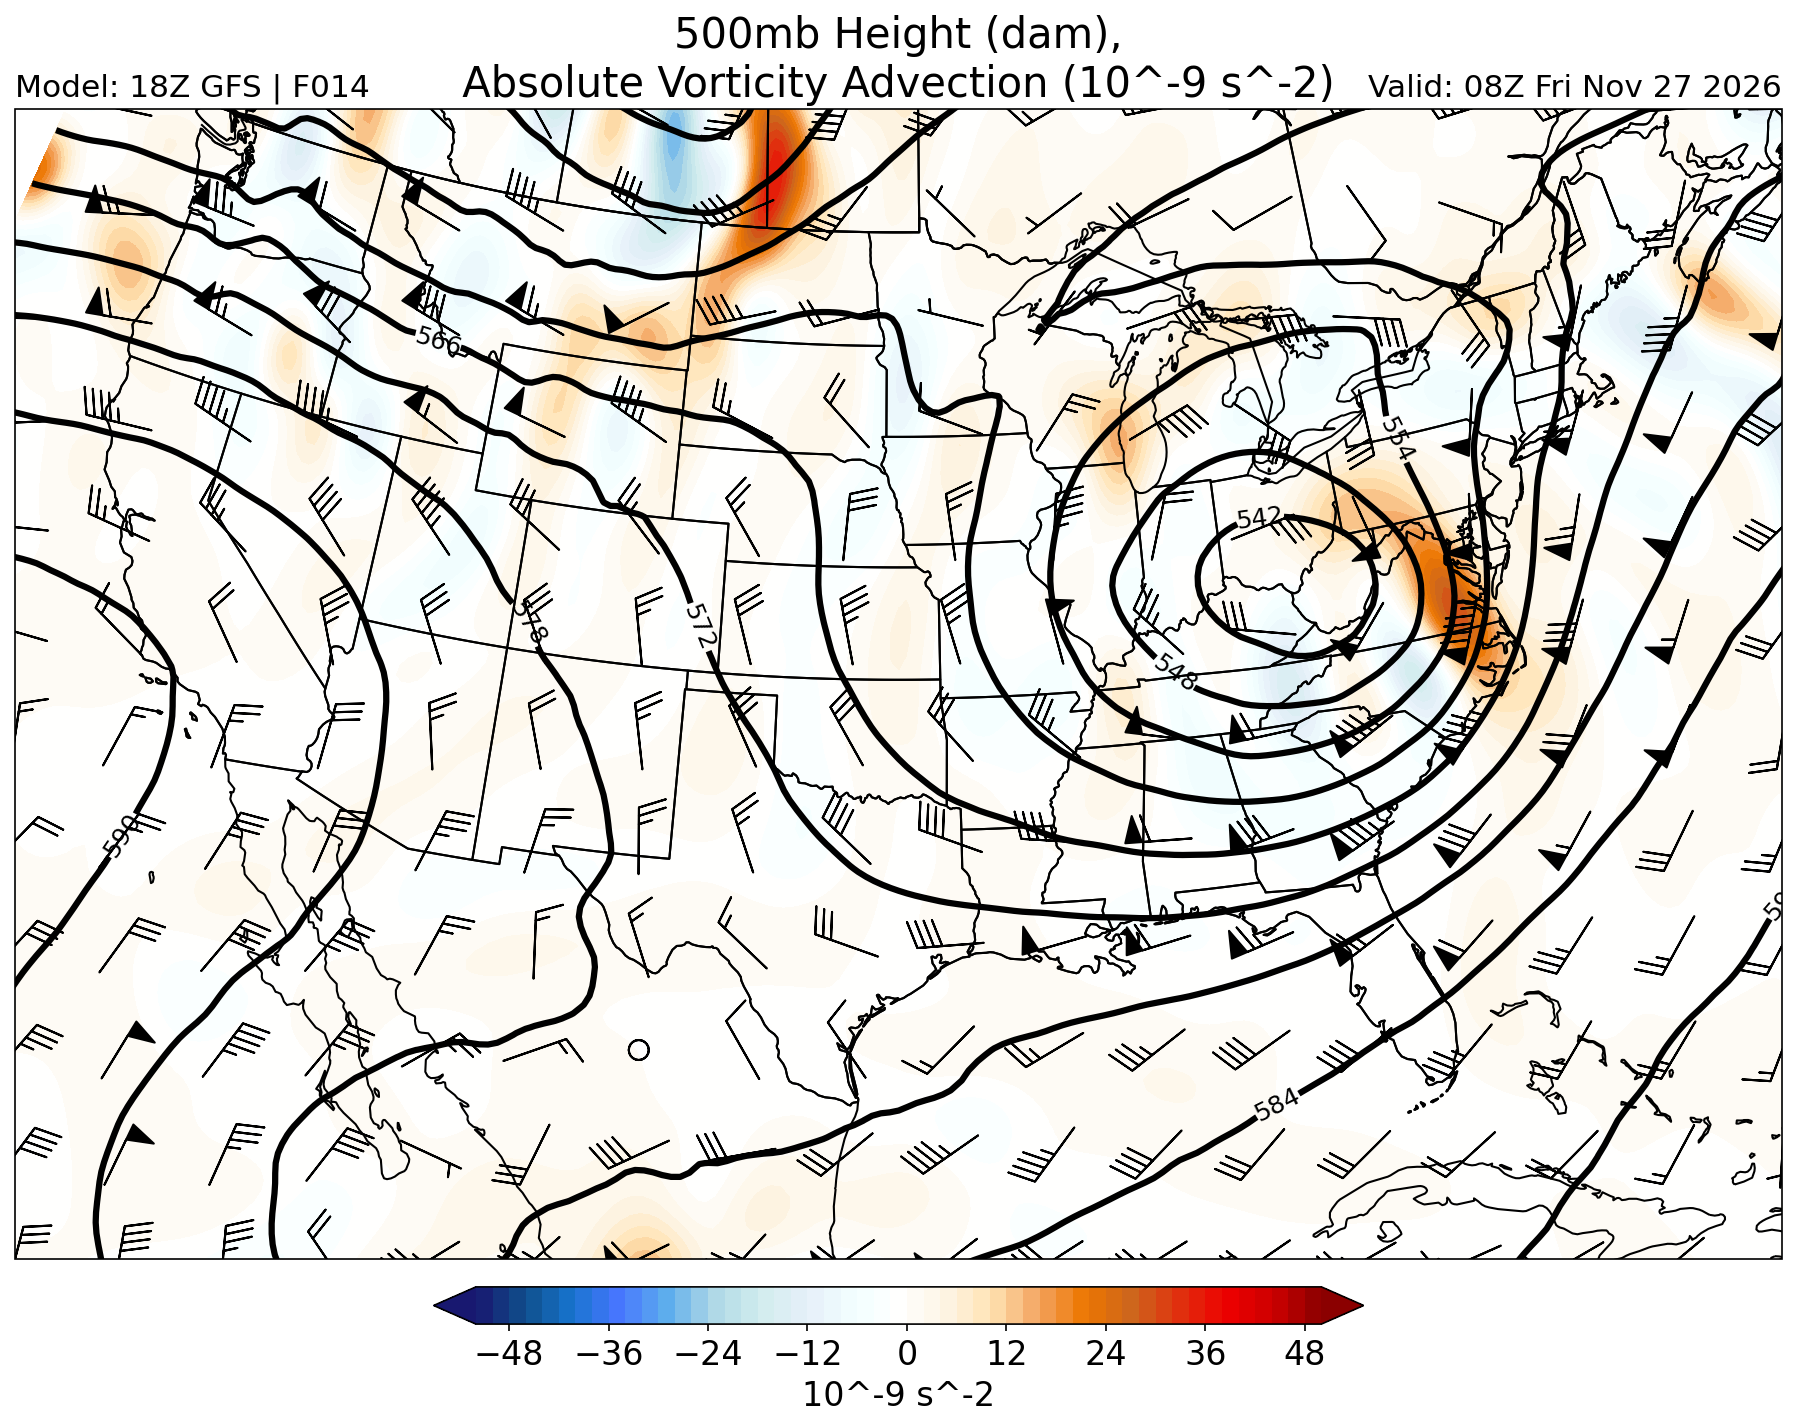 500mb Height (dam),
Model: 18Z GFS | F014
Absolute Vorticity Advection (10^-9 s^-2)
Valid: 08Z Fri Nov 27 2026
566
554
542
578
572
548
590
584
−48 −36 −24 −12 0 12 24 36 48
10^-9 s^-2